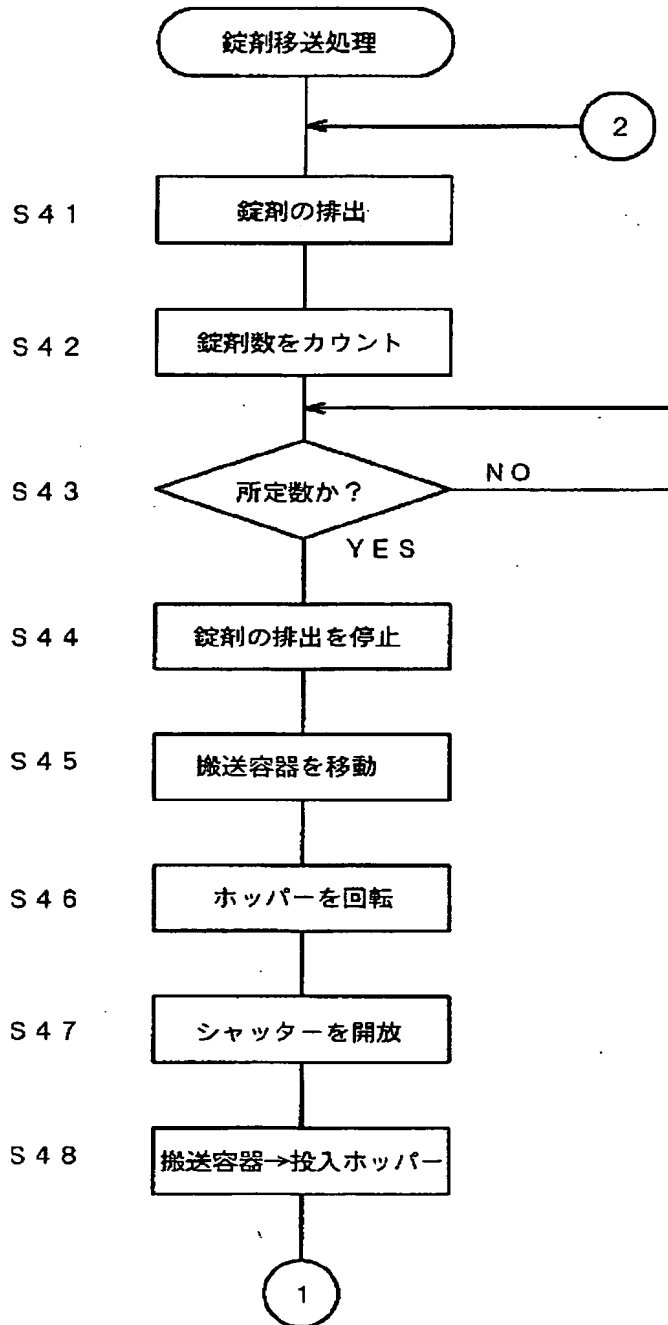 錠剤移送処理
2
S41 錠剤の排出
S42 錠剤数をカウント
S43 所定数か？ NO
YES
S44 錠剤の排出を停止
S45 搬送容器を移動
S46 ホッパーを回転
S47 シャッターを開放
S48 搬送容器→投入ホッパー
1